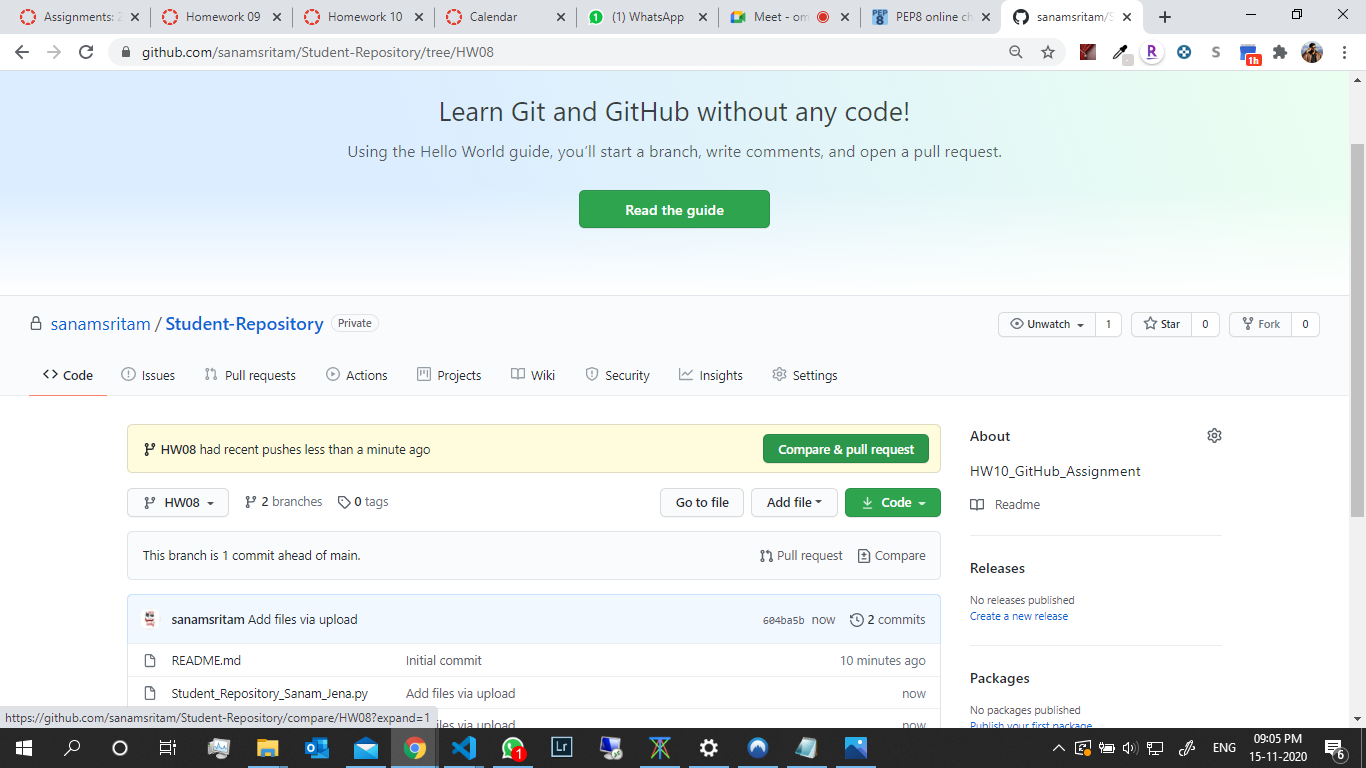 Assignments: 2
Homework 09
Homework 10
Calendar
(1) WhatsApp
Meet - om
PEP8 online ch
sanamsritam/S
github.com/sanamsritam/Student-Repository/tree/HW08
R
S
1h
Learn Git and GitHub without any code!
Using the Hello World guide, you’ll start a branch, write comments, and open a pull request.
Read the guide
sanamsritam / Student-Repository Private
Unwatch 1 Star 0 Fork 0
Code Issues Pull requests Actions Projects Wiki Security Insights Settings
HW08 had recent pushes less than a minute ago
Compare & pull request
HW08 2 branches 0 tags
Go to file Add file Code
This branch is 1 commit ahead of main.
Pull request Compare
sanamsritam Add files via upload
604ba5b now 2 commits
README.md Initial commit 10 minutes ago
Student_Repository_Sanam_Jena.py Add files via upload now
files via upload now
About
HW10_GitHub_Assignment
Readme
Releases
No releases published
Create a new release
Packages
No packages published
Publish your first package
https://github.com/sanamsritam/Student-Repository/compare/HW08?expand=1
1
Lr
ENG
09:05 PM
15-11-2020
6